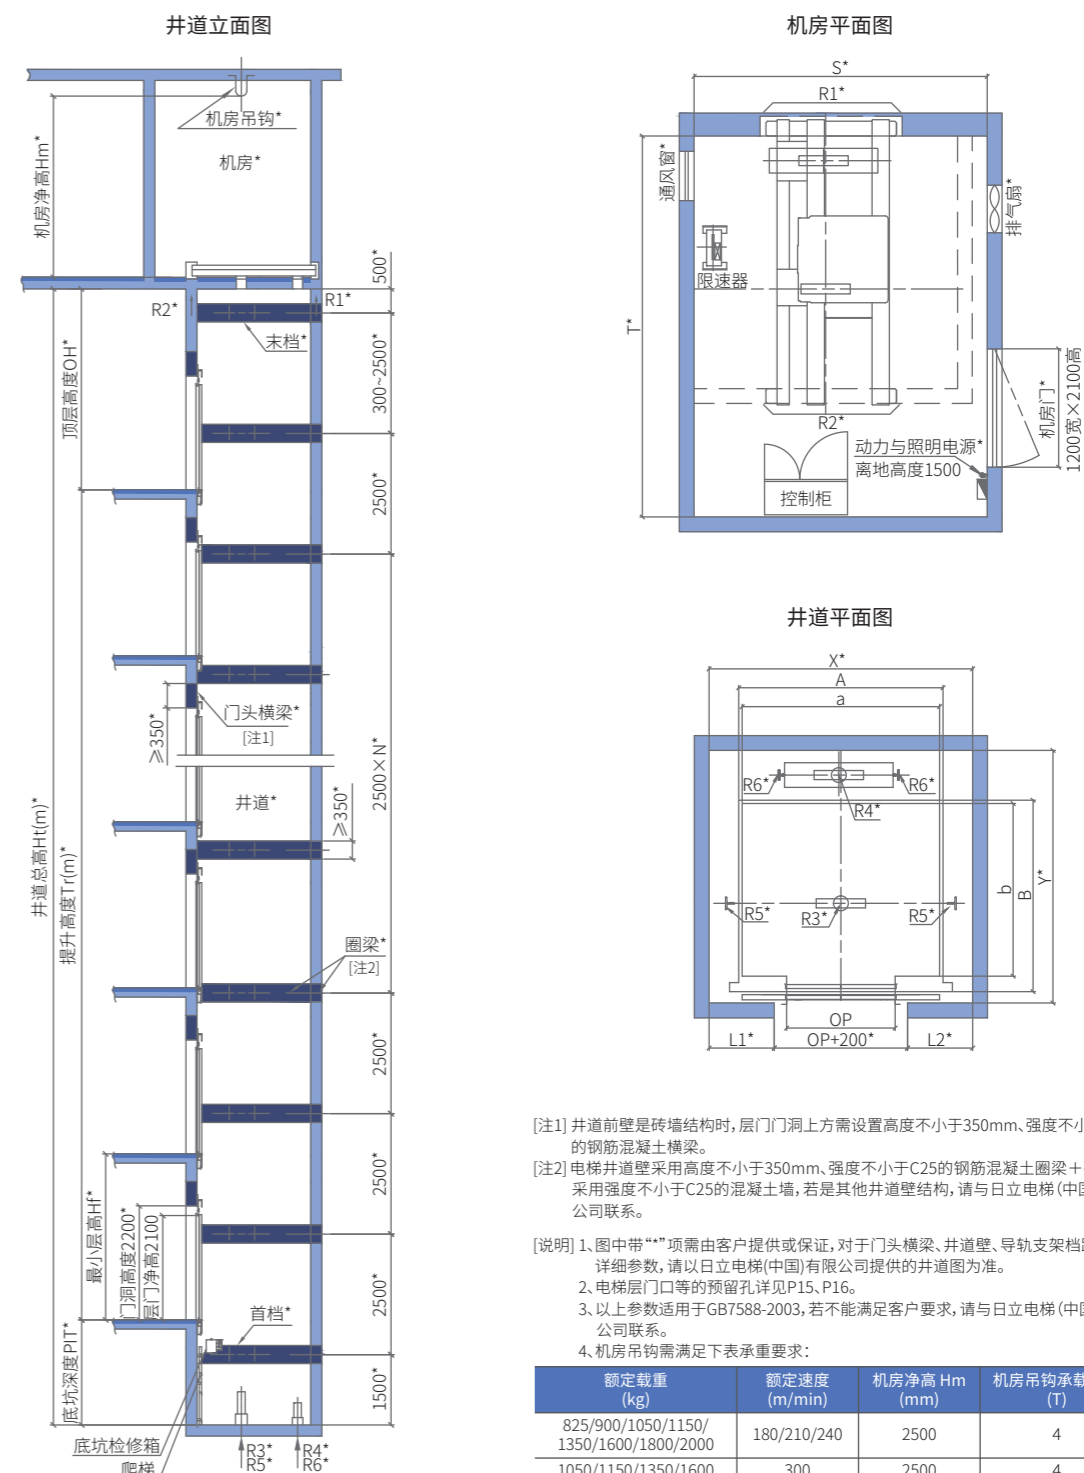 井道立面图
机房吊钩*
机房*
机房净高Hm*
500*
R2*
R1*
末档*
300~2500*
顶层高度OH*
2500*
门头横梁*
[注1]
≥350*
2500×N*
井道*
≥350*
井道总高Ht(m)*
提升高度Tr(m)*
圈梁*
[注2]
2500*
2500*
最小层高Hf*
门洞高度2200*
层门净高2100
2500*
首档*
底坑深度PIT*
1500*
底坑检修箱
爬梯
R3*
R5*
R4*
R6*
机房平面图
S*
R1*
通风窗*
排气扇*
限速器
T*
R2*
机房门*
1200宽×2100高
动力与照明电源*
离地高度1500
控制柜
井道平面图
X*
A
a
R6*
R6*
R4*
b
B
Y*
R5*
R3*
R5*
OP
L1*
OP+200*
L2*
[注1] 井道前壁是砖墙结构时，层门门洞上方需设置高度不小于350mm、强度不小
的钢筋混凝土横梁。
[注2] 电梯井道壁采用高度不小于350mm、强度不小于C25的钢筋混凝土圈梁＋
采用强度不小于C25的混凝土墙，若是其他井道壁结构，请与日立电梯（中国
公司联系。
[说明] 1、图中带“*”项需由客户提供或保证，对于门头横梁、井道壁、导轨支架档距
详细参数，请以日立电梯(中国)有限公司提供的井道图为准。
2、电梯层门口等的预留孔详见P15、P16。
3、以上参数适用于GB7588-2003，若不能满足客户要求，请与日立电梯（中国
公司联系。
4、机房吊钩需满足下表承重要求：
额定载重
(kg)
额定速度
(m/min)
机房净高 Hm
(mm)
机房吊钩承载
(T)
825/900/1050/1150/
1350/1600/1800/2000
180/210/240
2500
4
1050/1150/1350/1600
300
2500
4